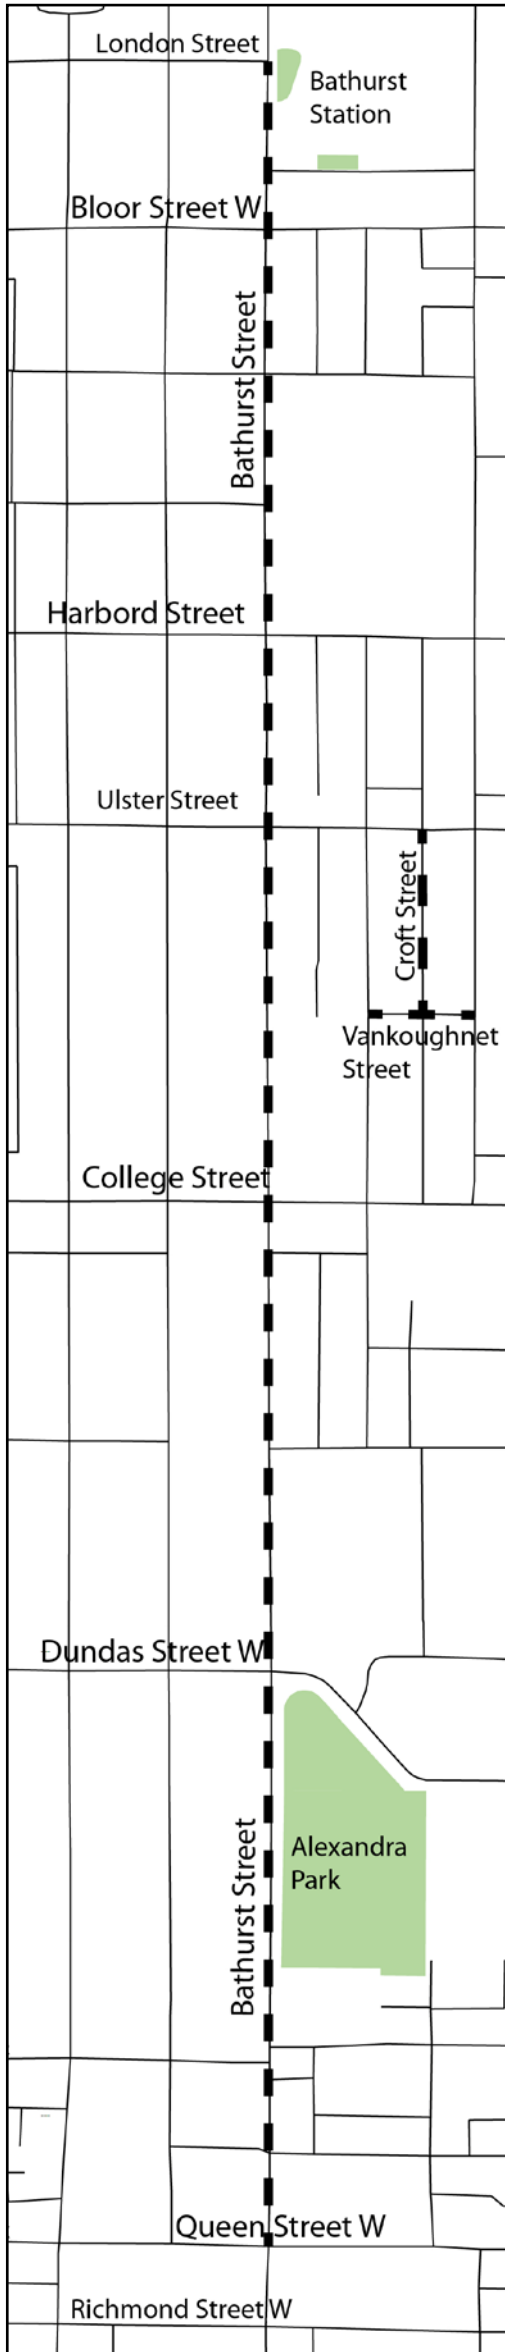 London Street
Bathurst
Station
Bloor Street W
Bathurst Street
Harbord Street
Ulster Street
Croft Street
Vankoughnet
Street
College Street
Dundas Street W
Alexandra
Park
Bathurst Street
Queen Street W
Richmond Street W